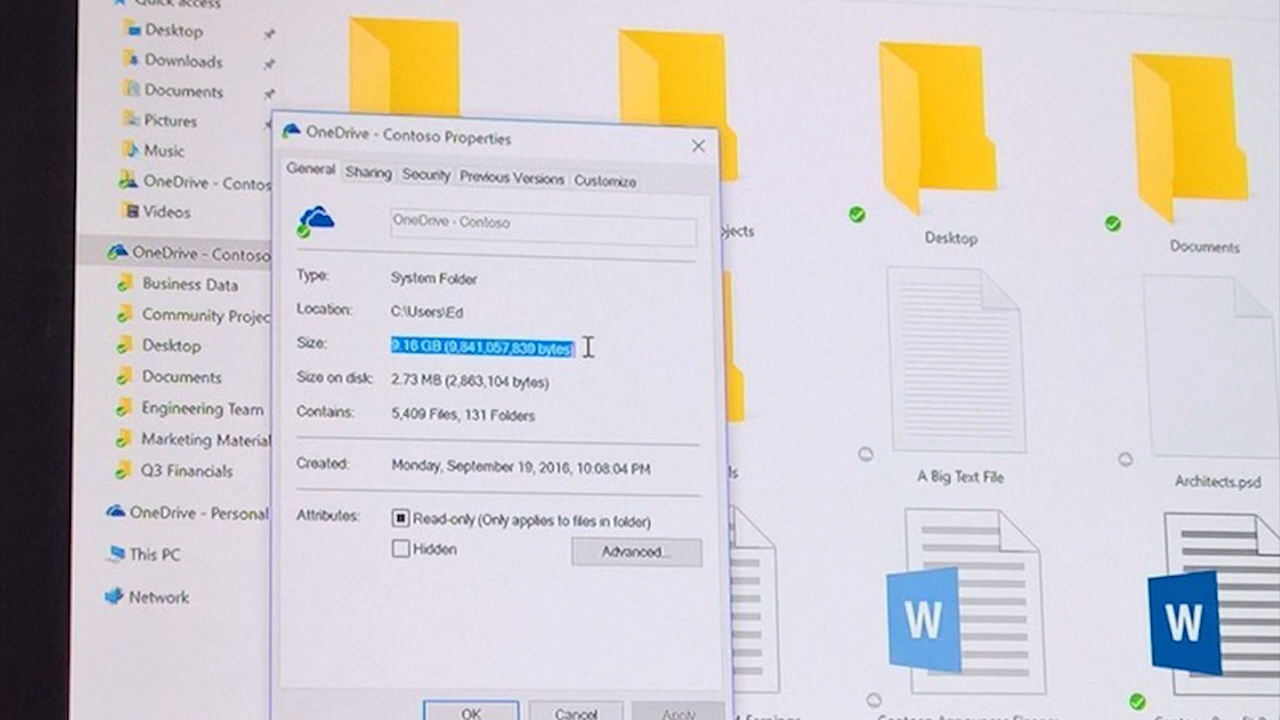 Quick access
Desktop
Downloads
Documents
Pictures
Music
OneDrive - Contos
Videos
OneDrive - Contoso
Business Data
Community Projec
Desktop
Documents
Engineering Team
Marketing Material
Q3 Financials
OneDrive - Personal
This PC
Network
OneDrive - Contoso Properties
General Sharing Security Previous Versions Customize
OneDrive - Contoso
Type: System Folder
Location: C:\Users\Ed
Size: 9.16 GB (9,841,057,839 bytes)
Size on disk: 2.73 MB (2,863,104 bytes)
Contains: 5,409 Files, 131 Folders
Created: Monday, September 19, 2016, 10:08:04 PM
Attributes: Read-only (Only applies to files in folder)
Hidden
Advanced...
OK Cancel Apply
ojects
Desktop
Documents
ls
A Big Text File
Architects.psd
W
W